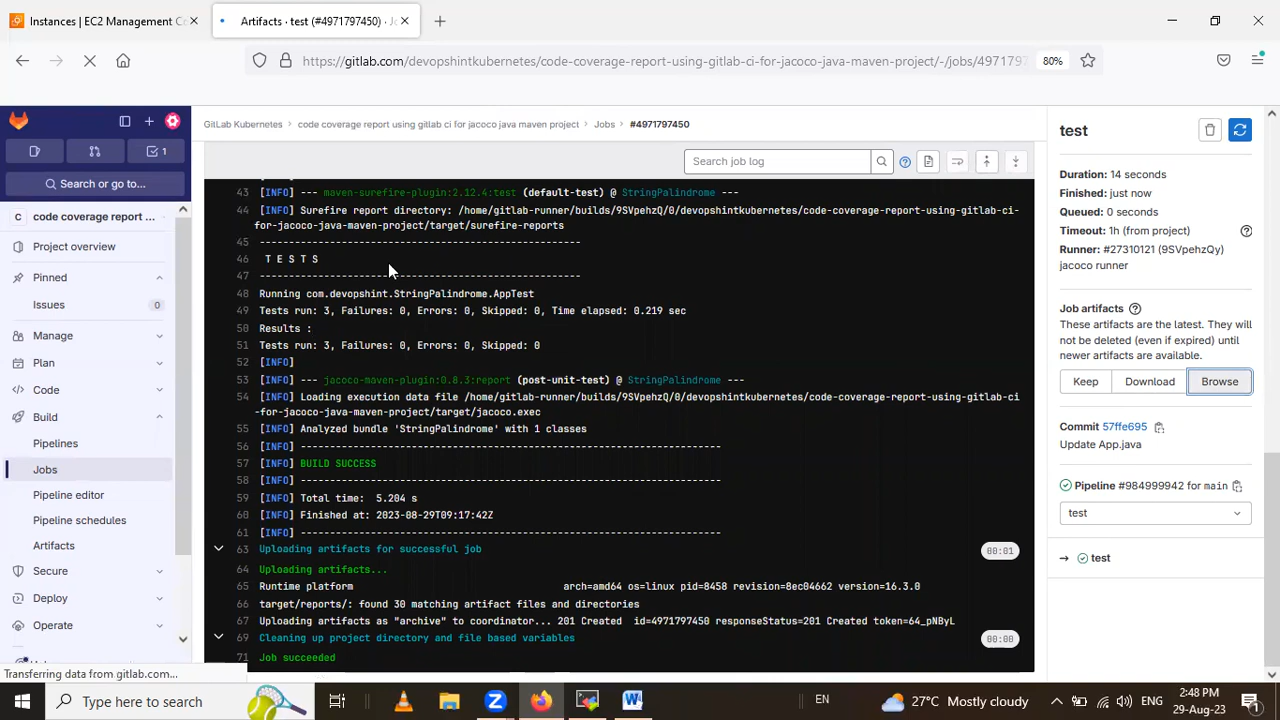 Instances | EC2 Management Co
Artifacts · test (#4971797450) · Jo
https://gitlab.com/devopshintkubernetes/code-coverage-report-using-gitlab-ci-for-jacoco-java-maven-project/-/jobs/4971797
80%
GitLab Kubernetes
code coverage report using gitlab ci for jacoco java maven project
Jobs
#4971797450
1
Search or go to...
C code coverage report ...
Project overview
Pinned
Issues 0
Manage
Plan
Code
Build
Pipelines
Jobs
Pipeline editor
Pipeline schedules
Artifacts
Secure
Deploy
Operate
Transferring data from gitlab.com...
Search job log
43 [INFO] --- maven-surefire-plugin:2.12.4:test (default-test) @ StringPalindrome ---
44 [INFO] Surefire report directory: /home/gitlab-runner/builds/9SVpehzQ/0/devopshintkubernetes/code-coverage-report-using-gitlab-ci-
for-jacoco-java-maven-project/target/surefire-reports
45 -------------------------------------------------------
46 T E S T S
47 -------------------------------------------------------
48 Running com.devopshint.StringPalindrome.AppTest
49 Tests run: 3, Failures: 0, Errors: 0, Skipped: 0, Time elapsed: 0.219 sec
50 Results :
51 Tests run: 3, Failures: 0, Errors: 0, Skipped: 0
52 [INFO]
53 [INFO] --- jacoco-maven-plugin:0.8.3:report (post-unit-test) @ StringPalindrome ---
54 [INFO] Loading execution data file /home/gitlab-runner/builds/9SVpehzQ/0/devopshintkubernetes/code-coverage-report-using-gitlab-ci
-for-jacoco-java-maven-project/target/jacoco.exec
55 [INFO] Analyzed bundle 'StringPalindrome' with 1 classes
56 [INFO] ------------------------------------------------------------------------
57 [INFO] BUILD SUCCESS
58 [INFO] ------------------------------------------------------------------------
59 [INFO] Total time: 5.204 s
60 [INFO] Finished at: 2023-08-29T09:17:42Z
61 [INFO] ------------------------------------------------------------------------
63 Uploading artifacts for successful job 00:01
64 Uploading artifacts...
65 Runtime platform arch=amd64 os=linux pid=8458 revision=8ec04662 version=16.3.0
66 target/reports/: found 30 matching artifact files and directories
67 Uploading artifacts as "archive" to coordinator... 201 Created id=4971797450 responseStatus=201 Created token=64_pNByL
69 Cleaning up project directory and file based variables 00:00
71 Job succeeded
test
Duration: 14 seconds
Finished: just now
Queued: 0 seconds
Timeout: 1h (from project)
Runner: #27310121 (9SVpehzQy)
jacoco runner
Job artifacts
These artifacts are the latest. They will
not be deleted (even if expired) until
newer artifacts are available.
Keep Download Browse
Commit 57ffe695
Update App.java
Pipeline #984999942 for main
test
→ test
Type here to search
EN
27°C Mostly cloudy
ENG
2:48 PM
29-Aug-23
1